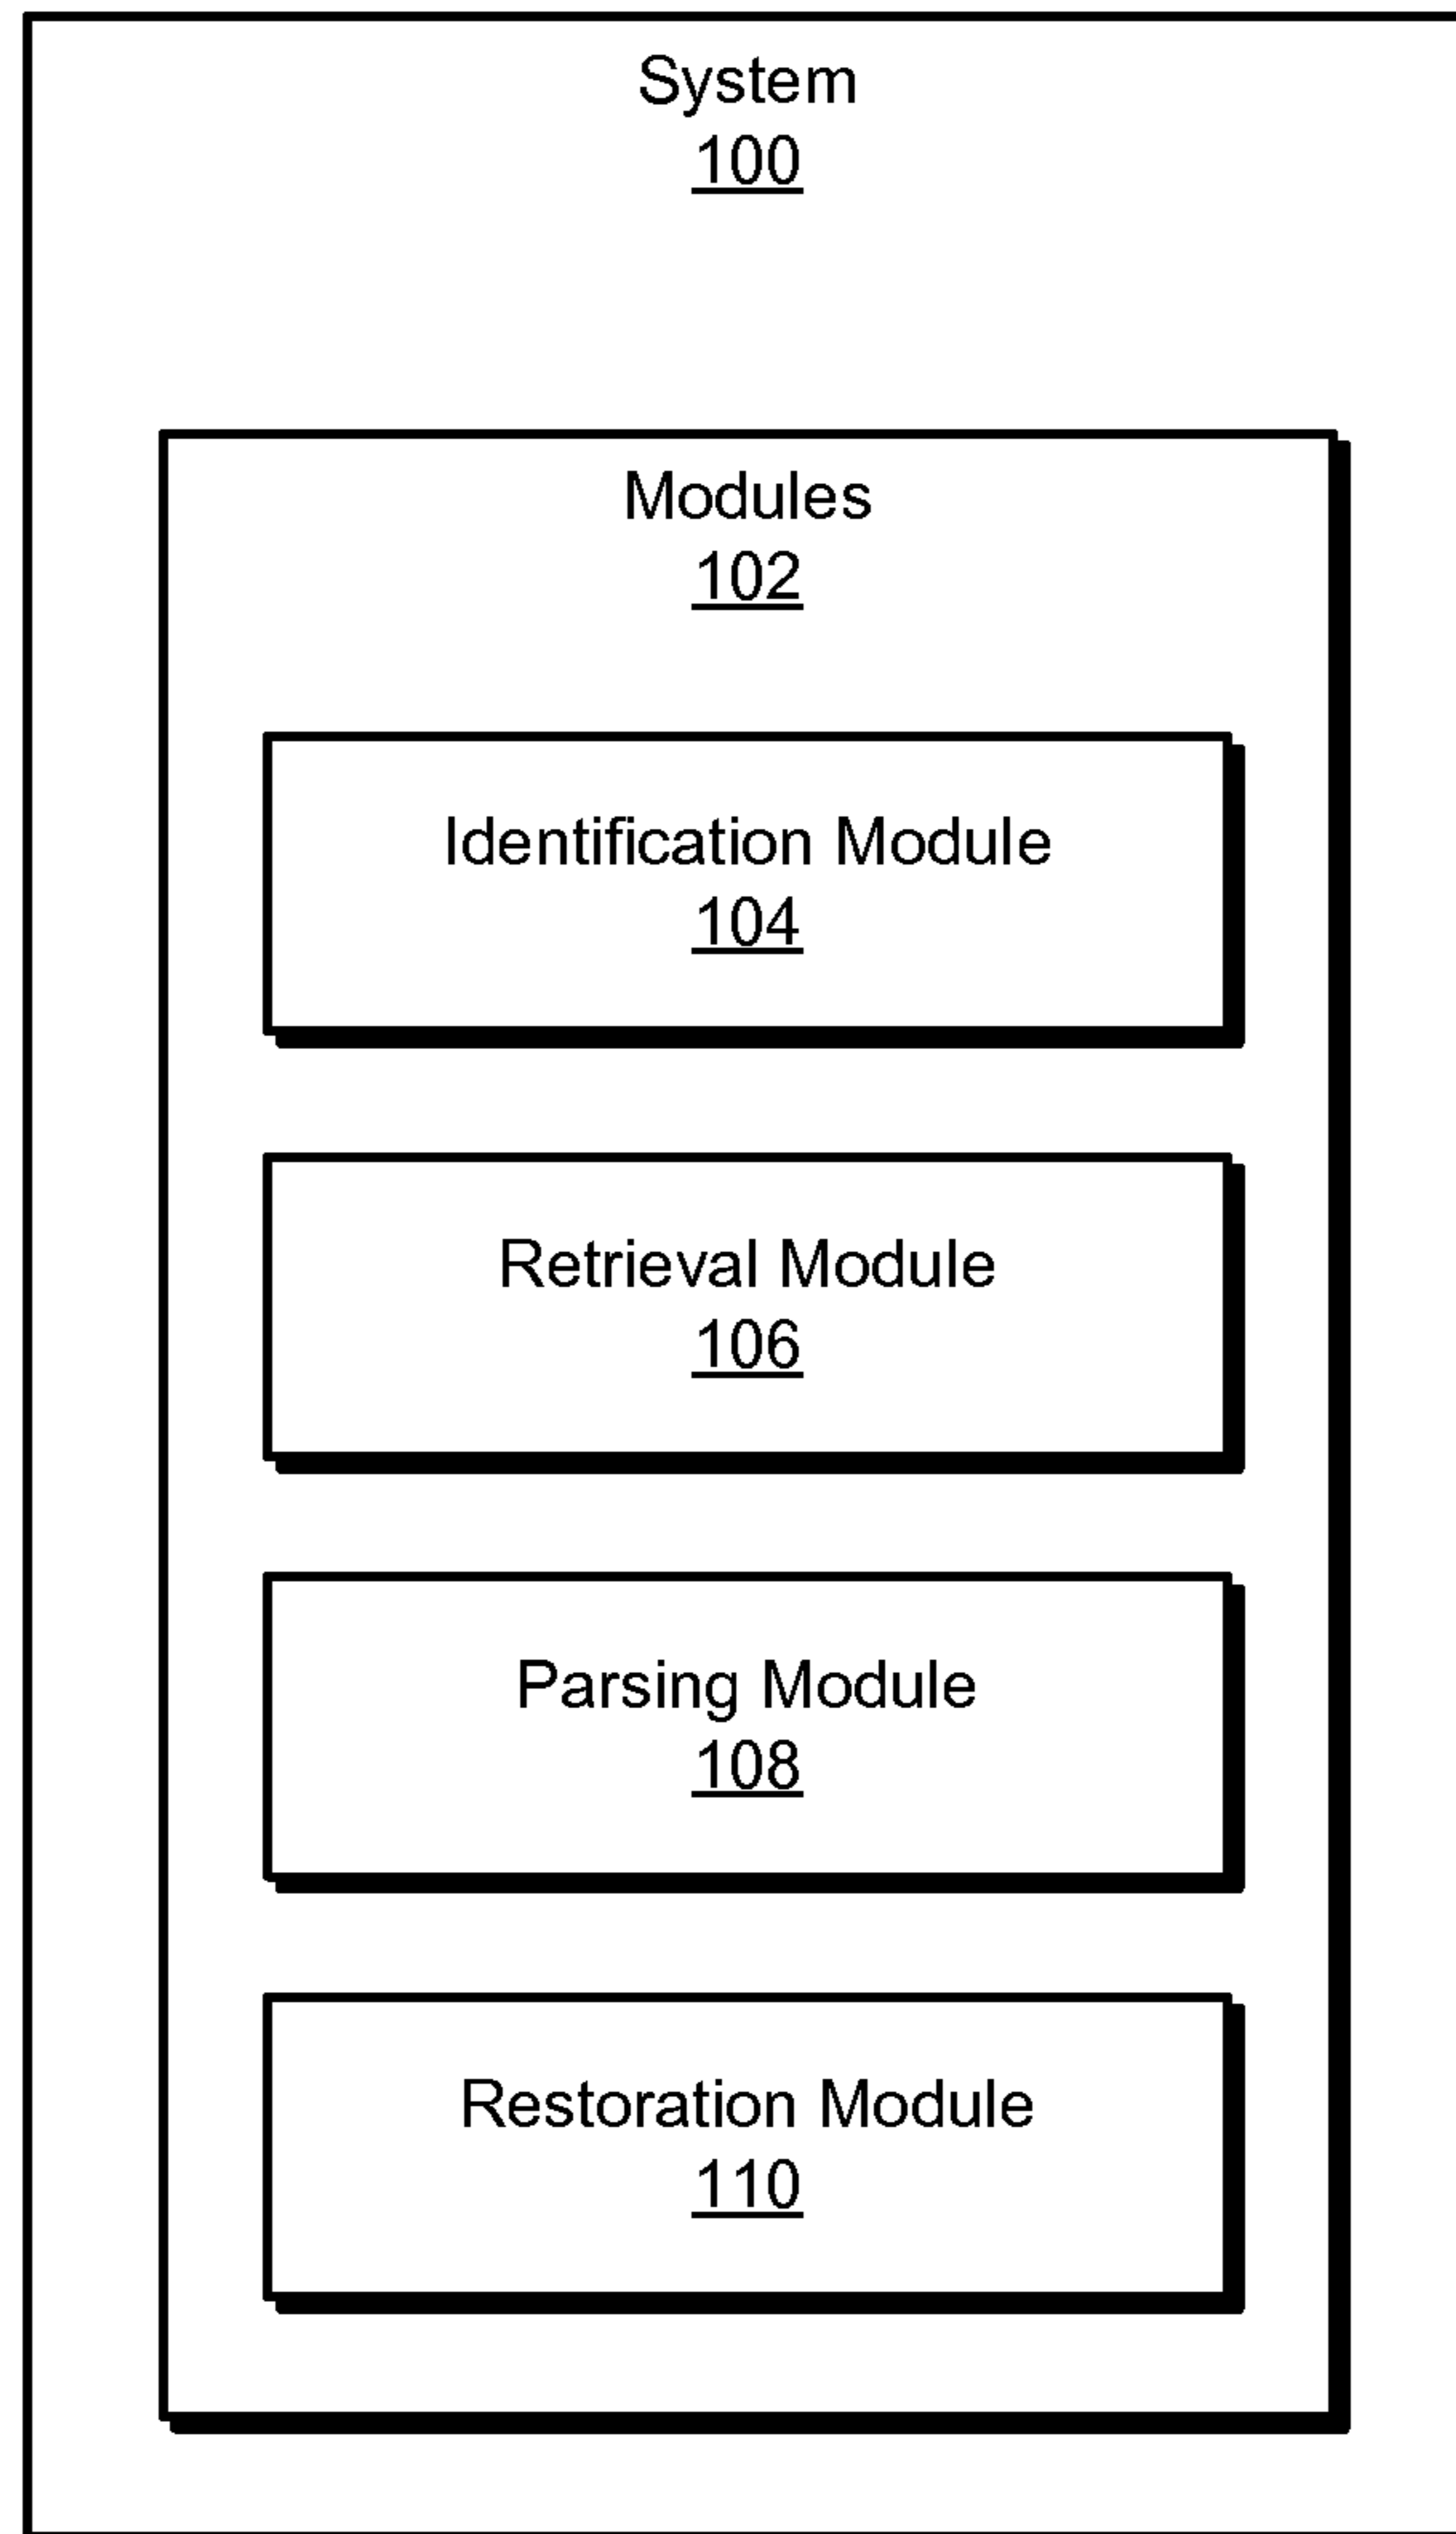 System
100
Modules
102
Identification Module
104
Retrieval Module
106
Parsing Module
108
Restoration Module
110